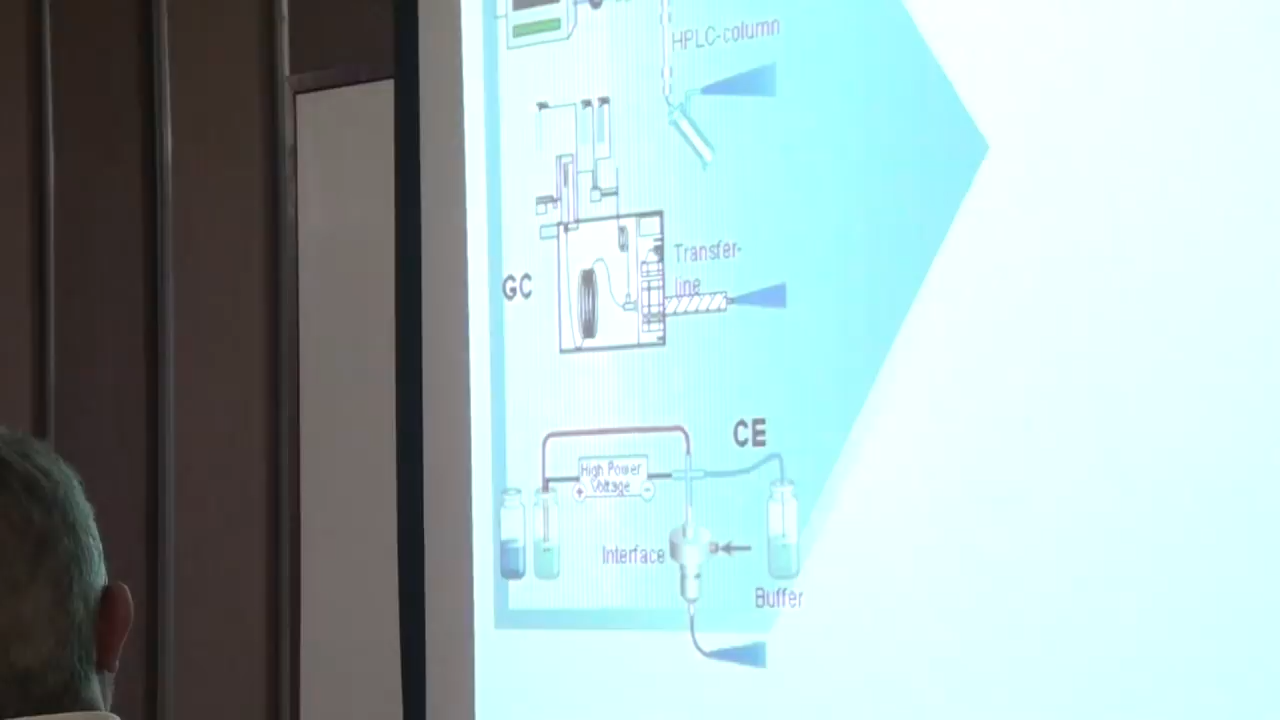 HPLC-column
Transfer-
line
GC
CE
High Power
Voltage
+ −
Interface
Buffer